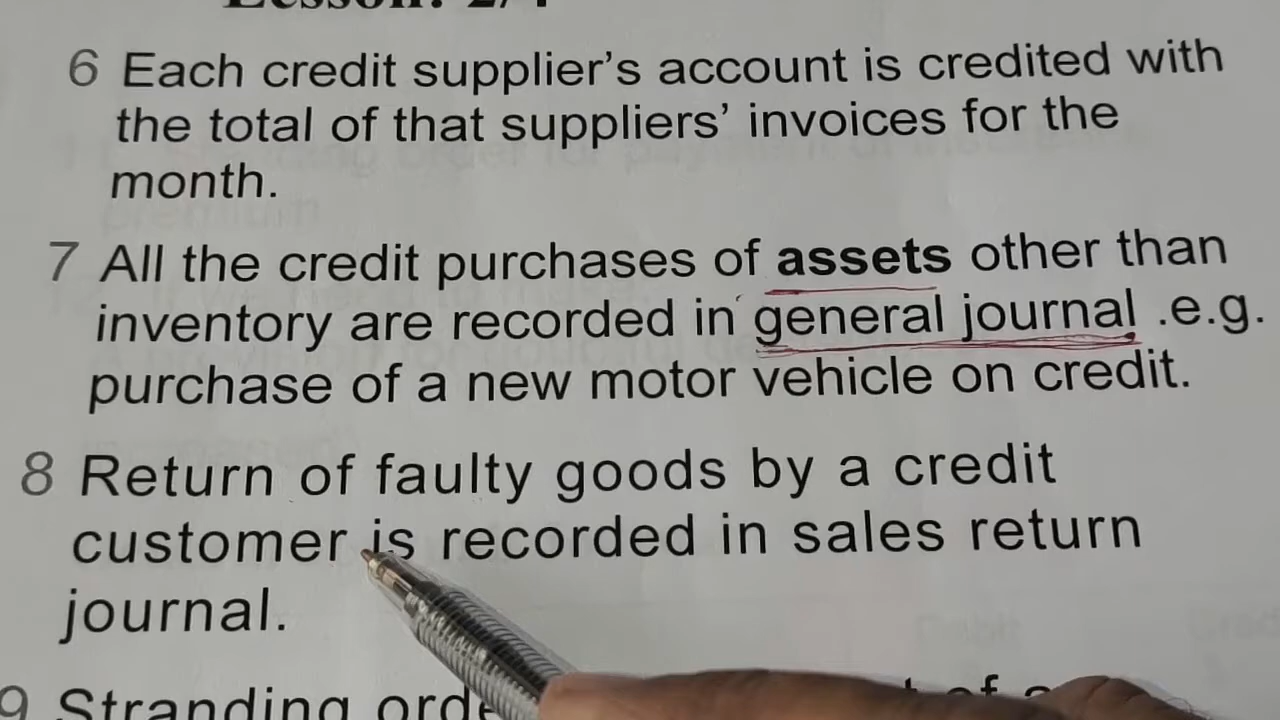 6 Each credit supplier's account is credited with
the total of that suppliers' invoices for the
month.
7 All the credit purchases of assets other than
inventory are recorded in general journal .e.g.
purchase of a new motor vehicle on credit.
8 Return of faulty goods by a credit
customer is recorded in sales return
journal.
9 Stranding